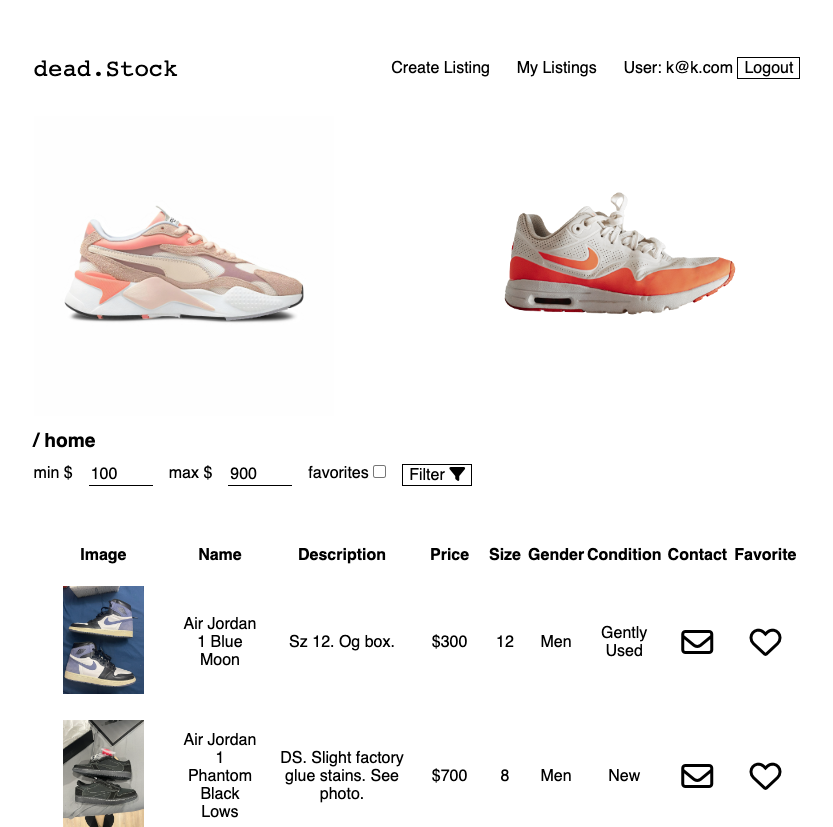 dead.Stock
Create Listing My Listings User: k@k.com Logout
/ home
min $ 100 max $ 900 favorites Filter
Image Name Description Price Size Gender Condition Contact Favorite
Air Jordan
1 Blue
Moon
Sz 12. Og box.
$300
12
Men
Gently
Used
Air Jordan
1
Phantom
Black
Lows
DS. Slight factory
glue stains. See
photo.
$700
8
Men
New